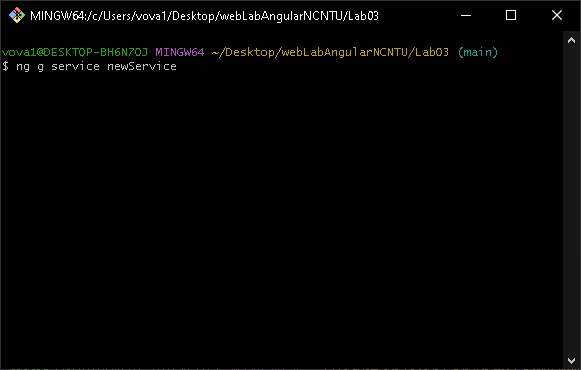 MINGW64:/c/Users/vova1/Desktop/webLabAngularNCNTU/Lab03
vova1@DESKTOP-BH6N7OJ MINGW64 ~/Desktop/webLabAngularNCNTU/Lab03 (main)
$ ng g service newService